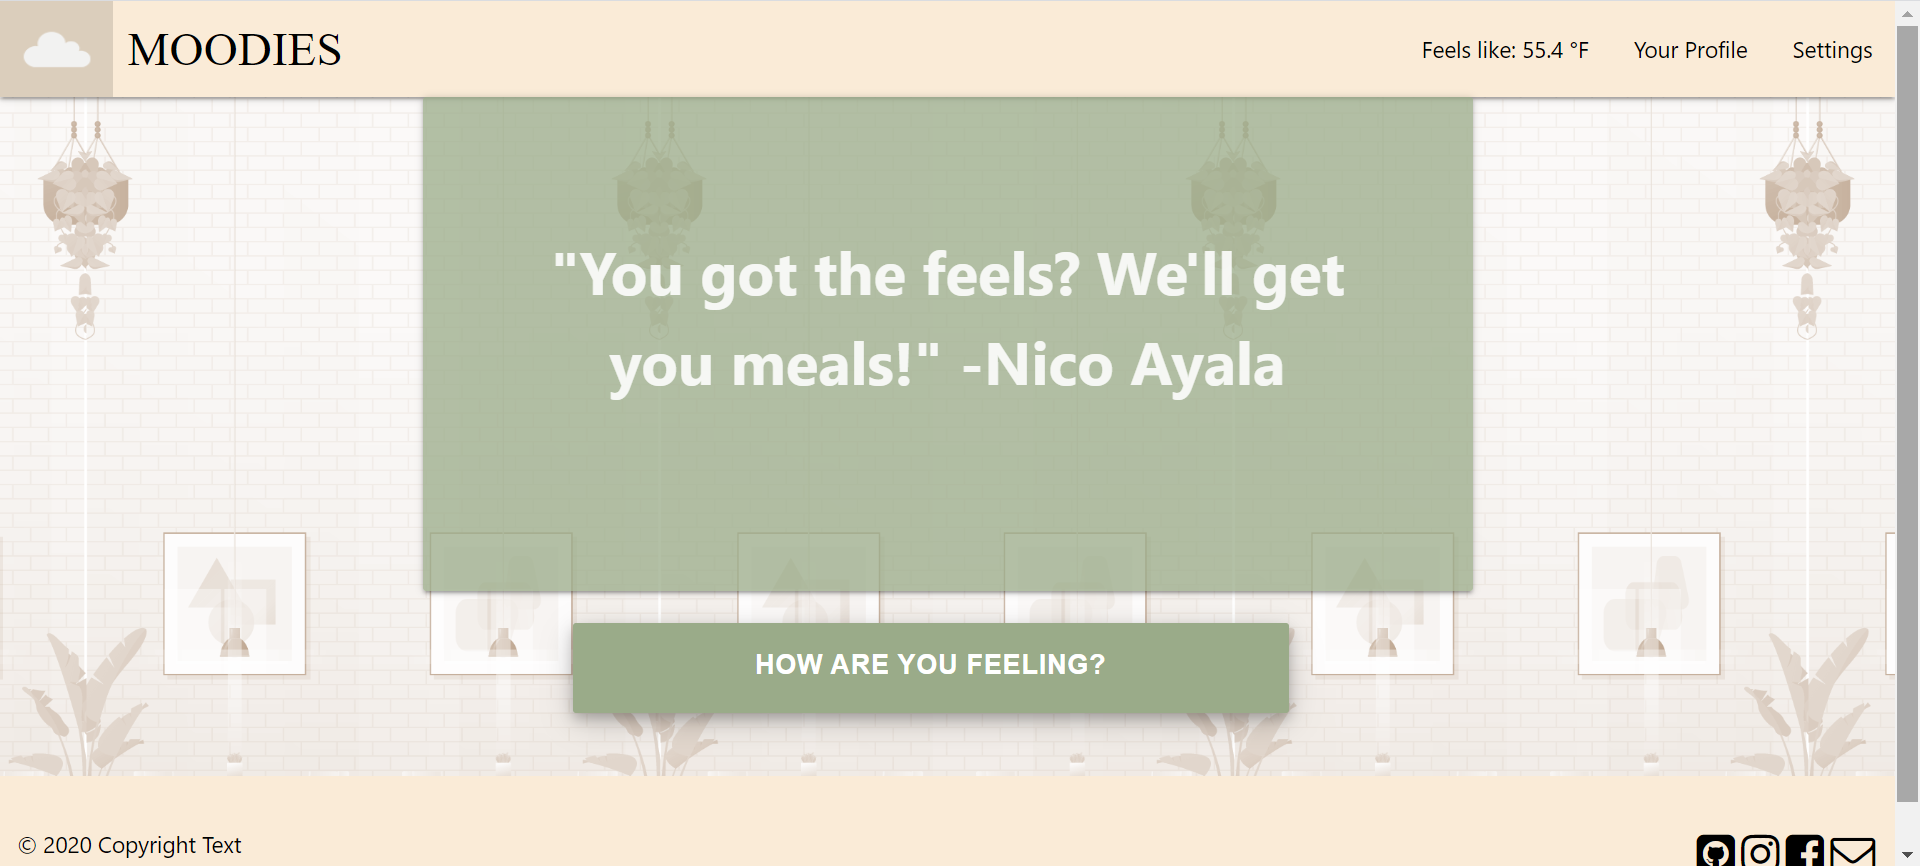 MOODIES
Feels like: 55.4 °F
Your Profile
Settings
"You got the feels? We'll get
you meals!" -Nico Ayala
HOW ARE YOU FEELING?
© 2020 Copyright Text